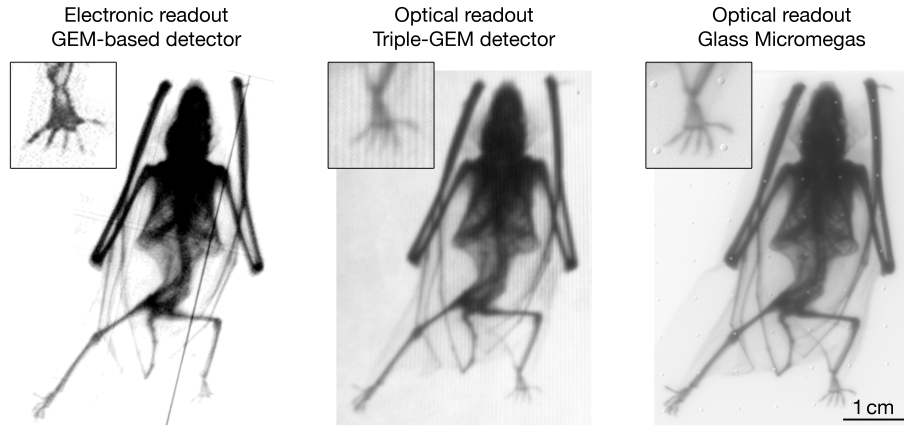 Electronic readout
GEM-based detector
Optical readout
Triple-GEM detector
Optical readout
Glass Micromegas
1 cm